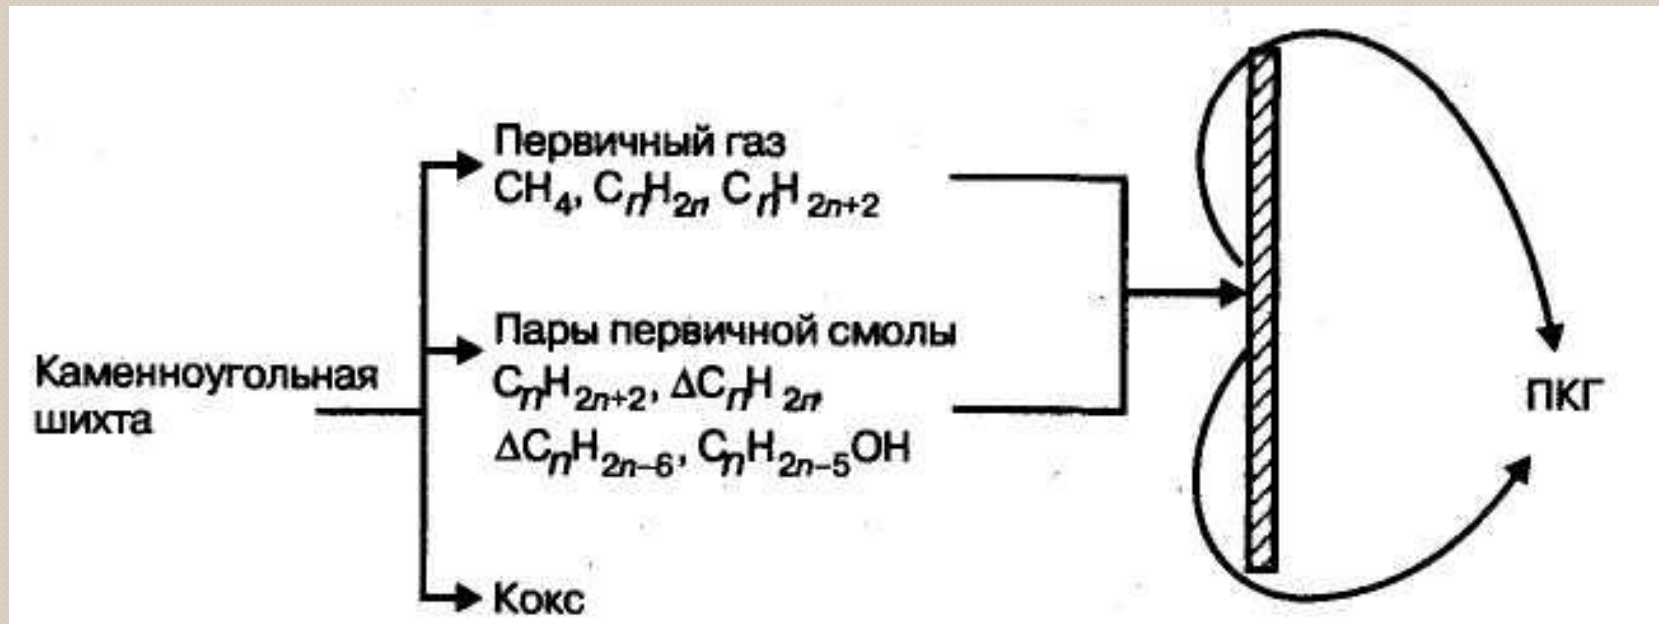 Первичный газ
CH₄, CₙH₂ₙ, CₙH₂ₙ₊₂
Пары первичной смолы
CₙH₂ₙ₊₂, ΔCₙH₂ₙ,
ΔCₙH₂ₙ₋₆, CₙH₂ₙ₋₅OH
Каменноугольная
шихта
ПКГ
Кокс